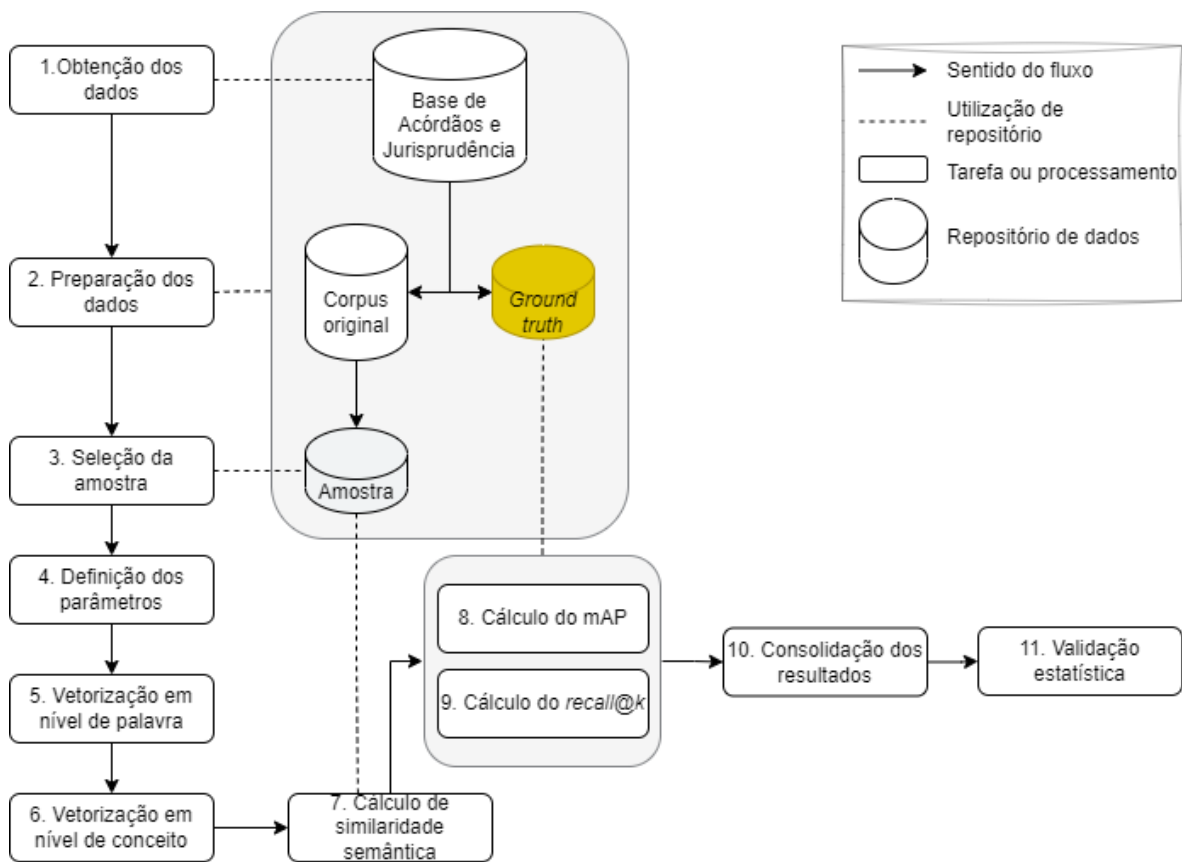 1.Obtenção dos
dados
Base de
Acórdãos e
Jurisprudência
Sentido do fluxo
Utilização de
repositório
Tarefa ou processamento
Repositório de dados
2. Preparação dos
dados
Corpus
original
Ground
truth
3. Seleção da
amostra
Amostra
4. Definição dos
parâmetros
5. Vetorização em
nível de palavra
6. Vetorização em
nível de conceito
7. Cálculo de
similaridade
semântica
8. Cálculo do mAP
9. Cálculo do recall@k
10. Consolidação dos
resultados
11. Validação
estatística